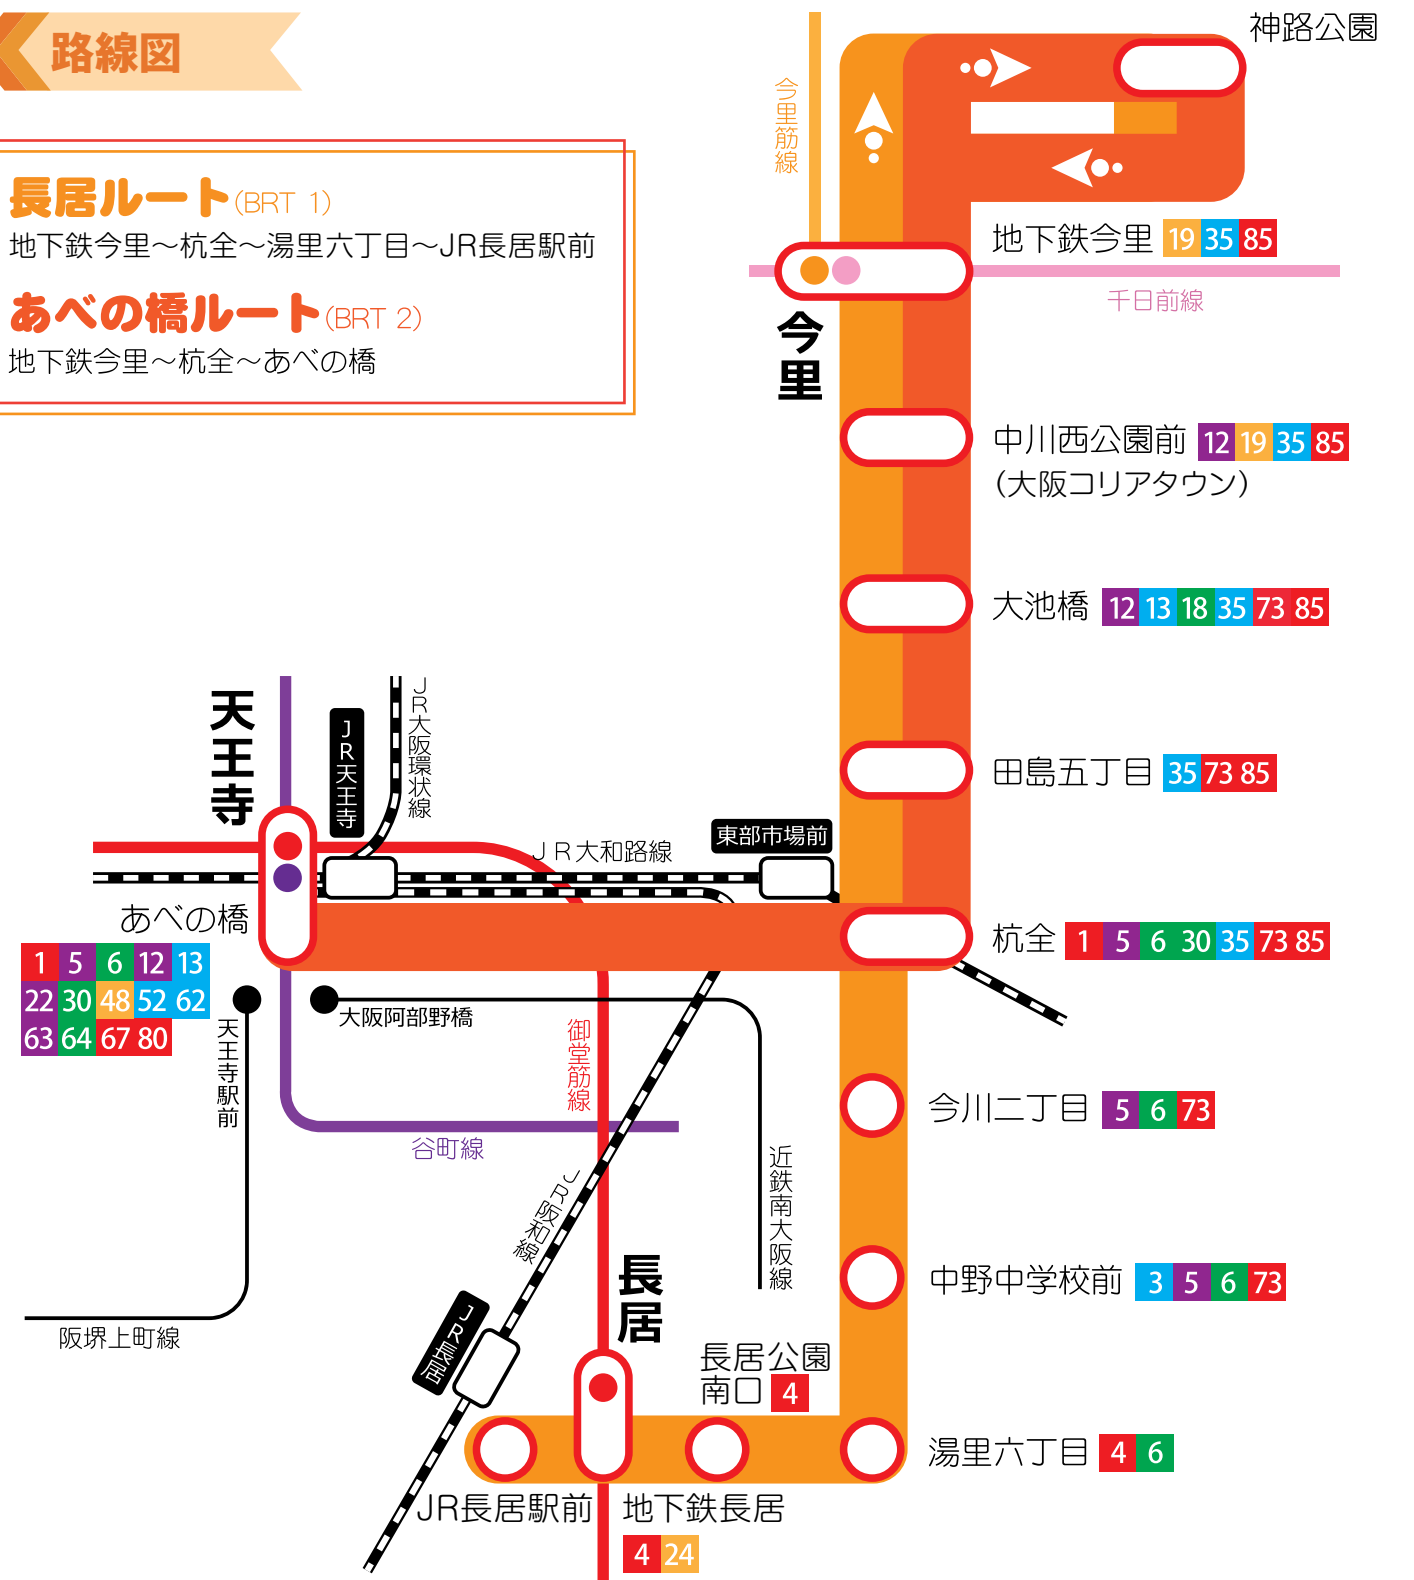 路線図
長居ルート(BRT 1)
地下鉄今里～杭全～湯里六丁目～JR長居駅前
あべの橋ルート(BRT 2)
地下鉄今里～杭全～あべの橋
神路公園
今里筋線
地下鉄今里 19 35 85
千日前線
今里
中川西公園前 12 19 35 85
(大阪コリアタウン)
大池橋 12 13 18 35 73 85
田島五丁目 35 73 85
天王寺
JR天王寺
JR大阪環状線
JR大和路線
東部市場前
あべの橋
1 5 6 12 13
22 30 48 52 62
63 64 67 80
杭全 1 5 6 30 35 73 85
天王寺駅前
大阪阿部野橋
御堂筋線
谷町線
今川二丁目 5 6 73
JR阪和線
近鉄南大阪線
中野中学校前 3 5 6 73
阪堺上町線
JR長居
長居
長居公園
南口 4
湯里六丁目 4 6
JR長居駅前
地下鉄長居
4 24